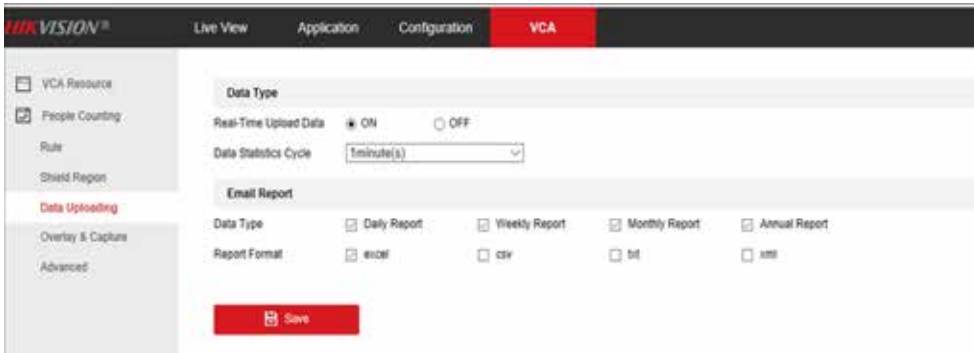 HIKVISION®
Live View Application Configuration VCA
VCA Resource
People Counting
Rule
Shield Region
Data Uploading
Overlay & Capture
Advanced
Data Type
Real-Time Upload Data ON OFF
Data Statistics Cycle 1minute(s)
Email Report
Data Type Daily Report Weekly Report Monthly Report Annual Report
Report Format excel csv txt xml
Save